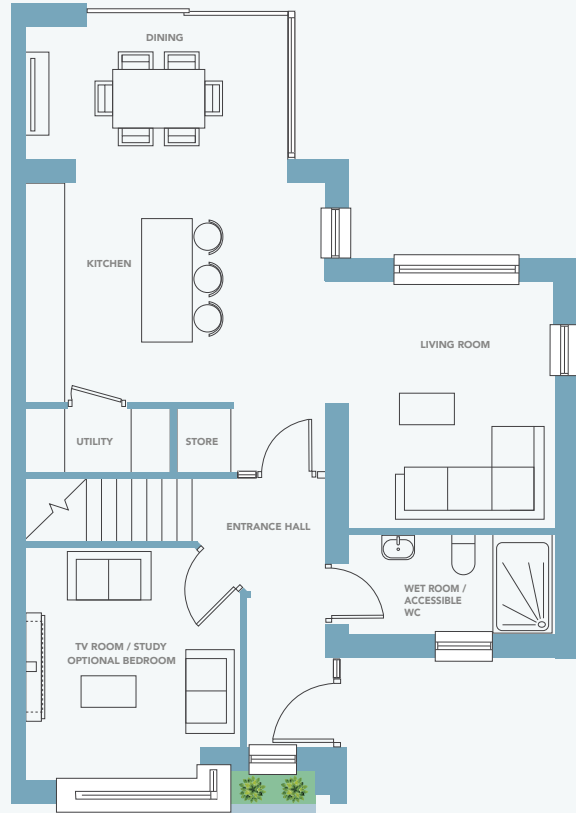 DINING
KITCHEN
LIVING ROOM
UTILITY
STORE
ENTRANCE HALL
WET ROOM /
ACCESSIBLE
WC
TV ROOM / STUDY
OPTIONAL BEDROOM